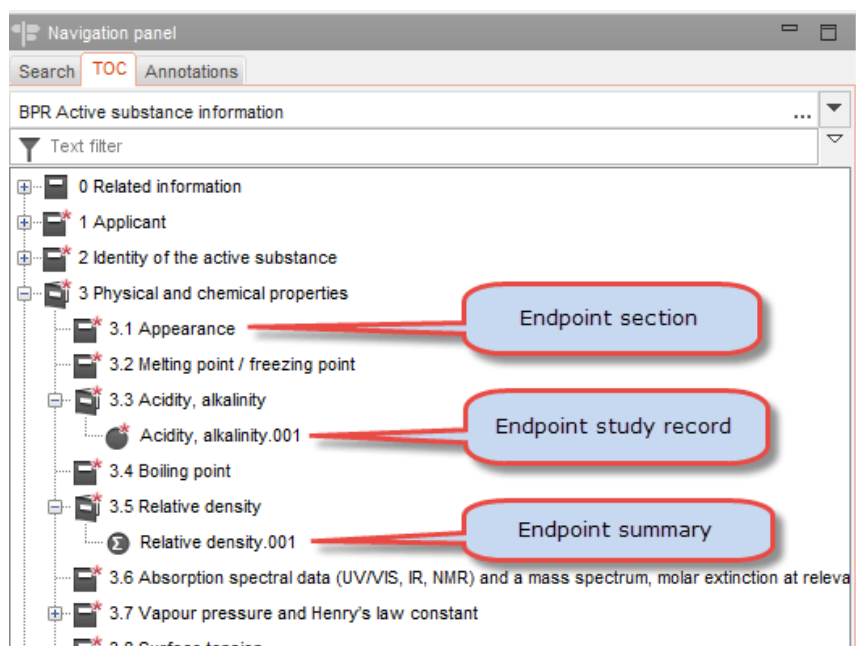 Navigation panel
Search TOC Annotations
BPR Active substance information ...
Text filter
0 Related information
1 Applicant
2 Identity of the active substance
3 Physical and chemical properties
Endpoint section
3.1 Appearance
3.2 Melting point / freezing point
3.3 Acidity, alkalinity
Endpoint study record
Acidity, alkalinity.001
3.4 Boiling point
3.5 Relative density
Endpoint summary
Relative density.001
3.6 Absorption spectral data (UV/VIS, IR, NMR) and a mass spectrum, molar extinction at releva
3.7 Vapour pressure and Henry's law constant
3.8 Surface tension